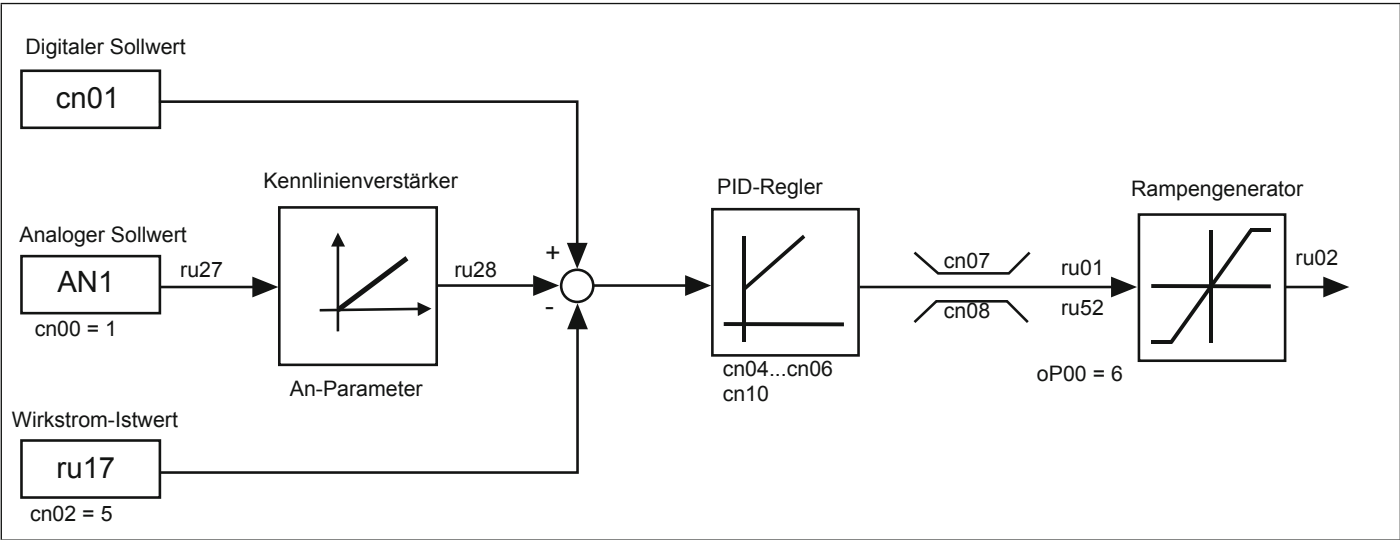 Digitaler Sollwert
cn01
Kennlinienverstärker
PID-Regler
Rampengenerator
Analoger Sollwert
AN1
cn00 = 1
ru27
ru28
+
-
An-Parameter
cn04...cn06
cn10
cn07
cn08
ru01
ru52
oP00 = 6
ru02
Wirkstrom-Istwert
ru17
cn02 = 5